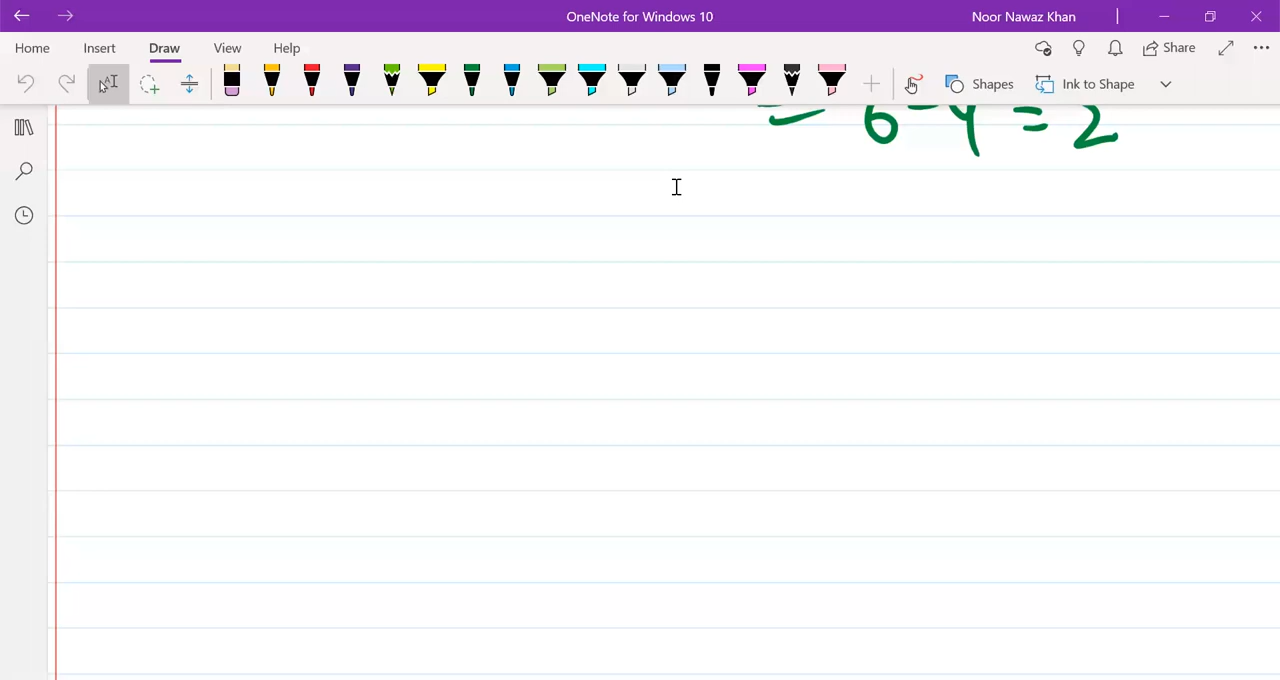 OneNote for Windows 10
Noor Nawaz Khan
Home Insert Draw View Help
Share
Shapes
Ink to Shape
= 6-4 = 2